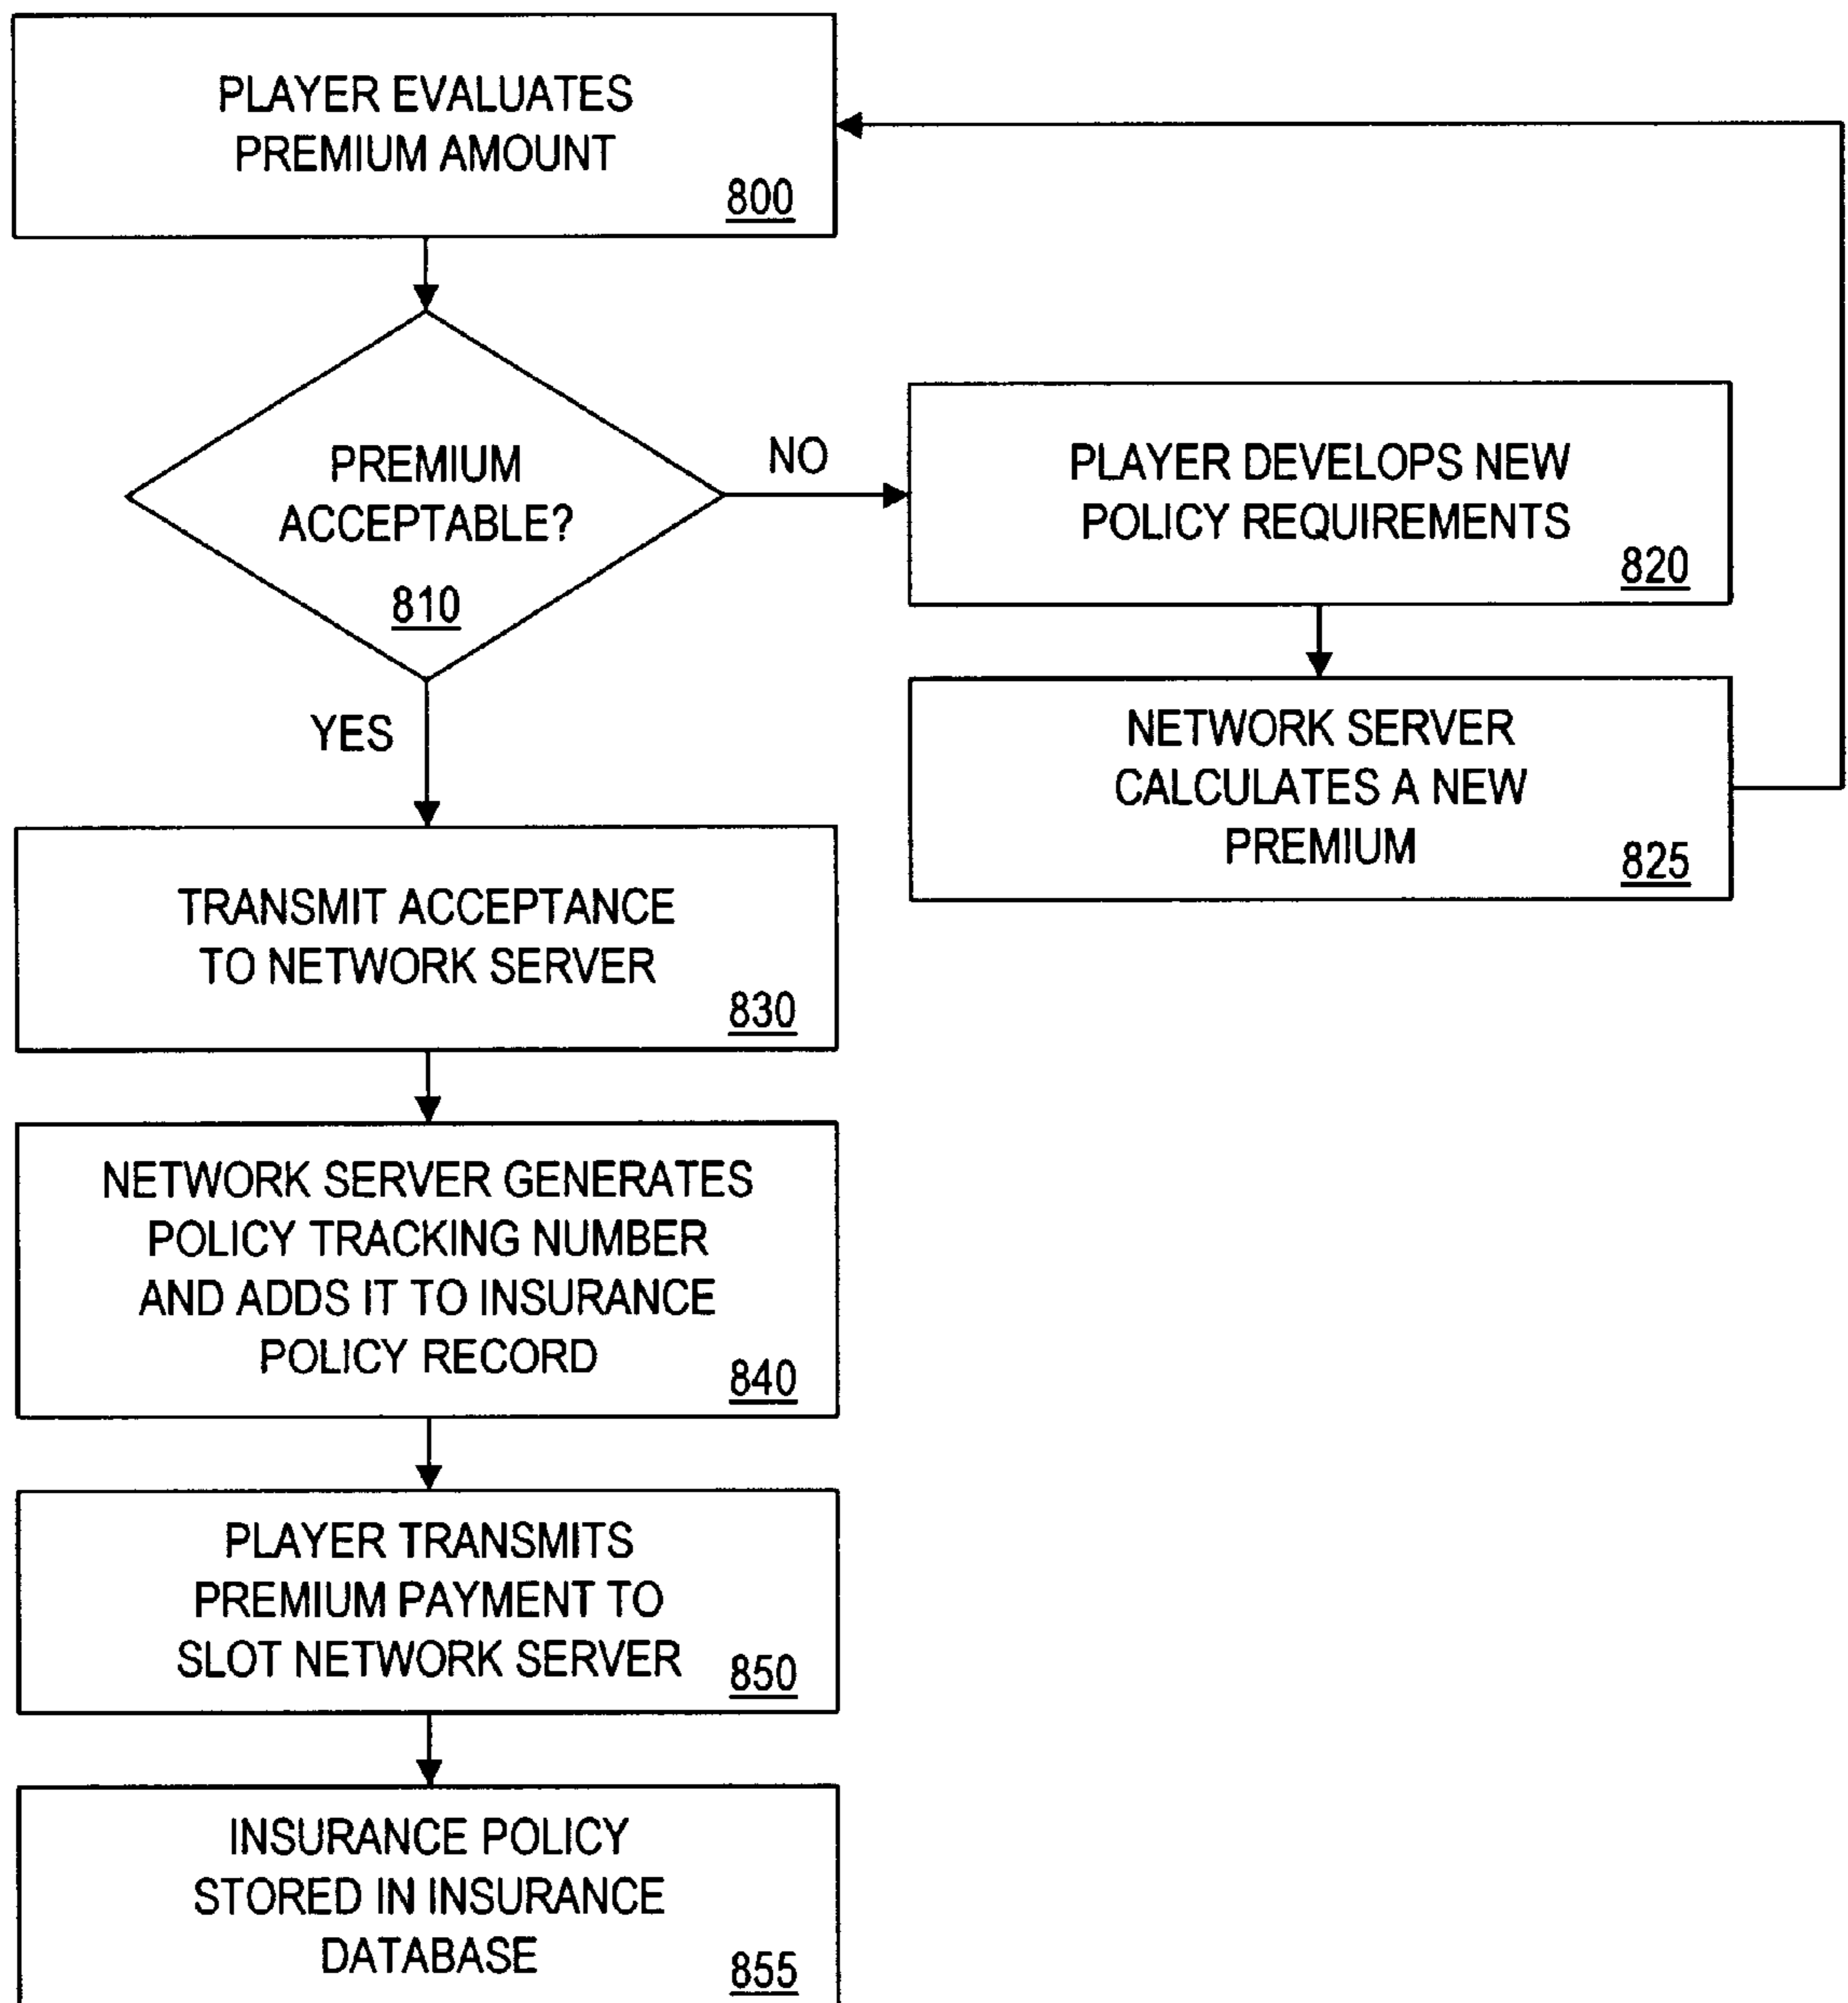 PLAYER EVALUATES
PREMIUM AMOUNT
800
PREMIUM
ACCEPTABLE?
810
NO
PLAYER DEVELOPS NEW
POLICY REQUIREMENTS
820
NETWORK SERVER
CALCULATES A NEW
PREMIUM
825
YES
TRANSMIT ACCEPTANCE
TO NETWORK SERVER
830
NETWORK SERVER GENERATES
POLICY TRACKING NUMBER
AND ADDS IT TO INSURANCE
POLICY RECORD
840
PLAYER TRANSMITS
PREMIUM PAYMENT TO
SLOT NETWORK SERVER
850
INSURANCE POLICY
STORED IN INSURANCE
DATABASE
855